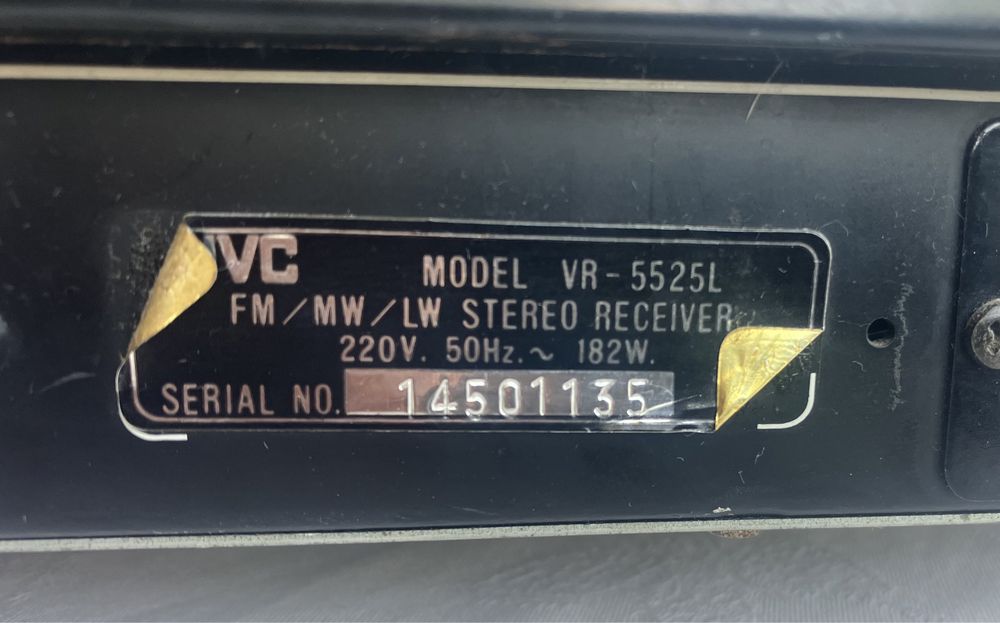 JVC
MODEL VR-5525L
FM/MW/LW STEREO RECEIVER
220V. 50Hz.~ 182W.
SERIAL NO. 14501135